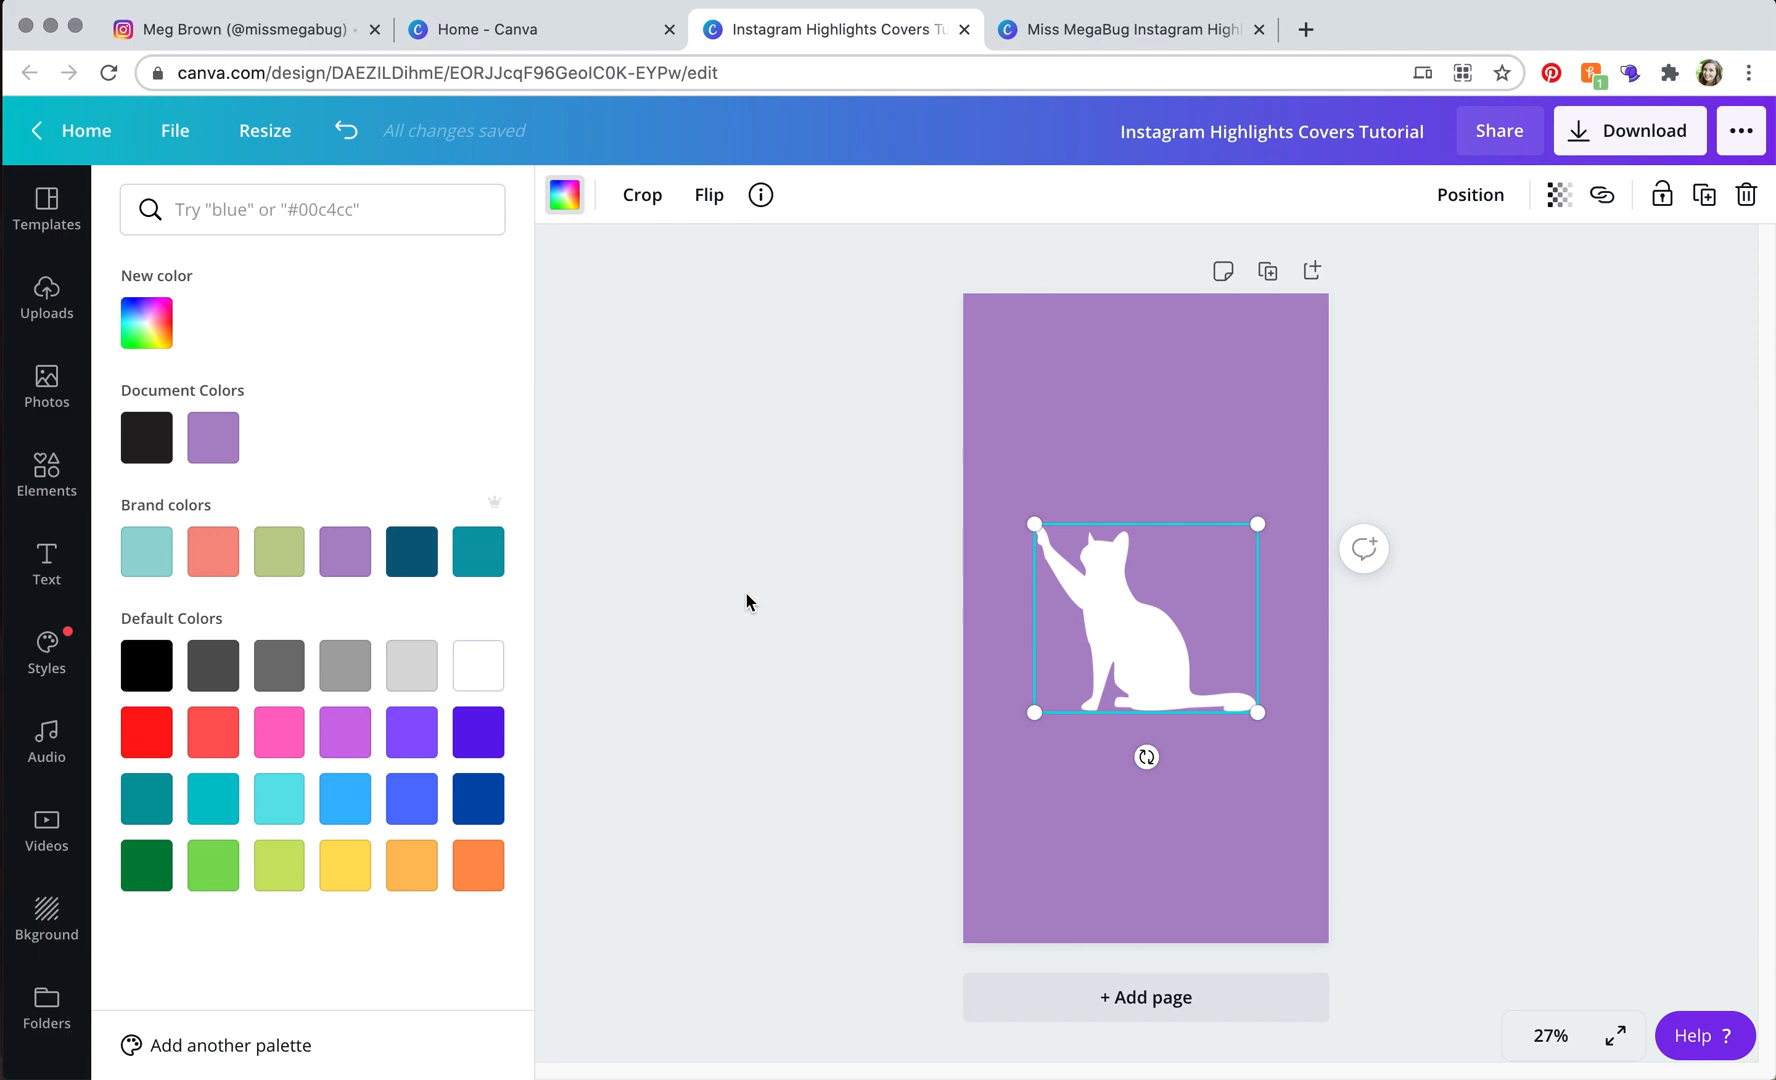 Meg Brown (@missmegabug)
Home - Canva
Instagram Highlights Covers Tu
Miss MegaBug Instagram Highl
canva.com/design/DAEZILDihmE/EORJJcqF96GeoIC0K-EYPw/edit
1
Home
File
Resize
All changes saved
Instagram Highlights Covers Tutorial
Share
Download
Templates
Uploads
Photos
Elements
Text
Styles
Audio
Videos
Bkground
Folders
Try "blue" or "#00c4cc"
New color
Document Colors
Brand colors
Default Colors
Add another palette
Crop
Flip
Position
+ Add page
27%
Help ?